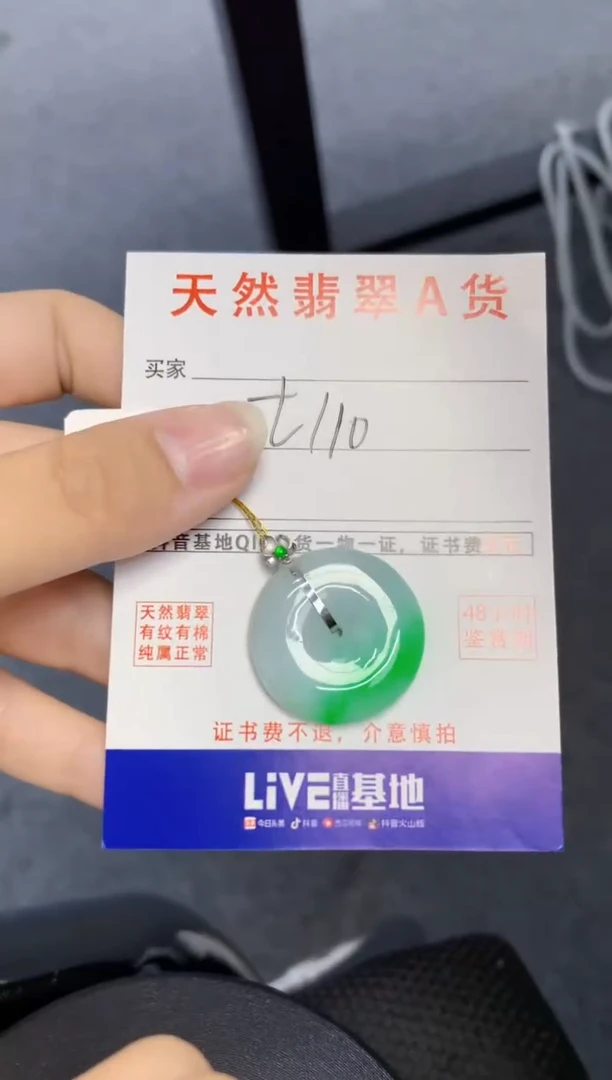 天然翡翠A货
买家
t110
音基地QIC货一物一证，证书费
天然翡翠
有纹有棉
纯属正常
48小时
证书费不退，介意慎拍
LiVE直播基地
今日头条 抖音 西瓜视频 抖音火山版